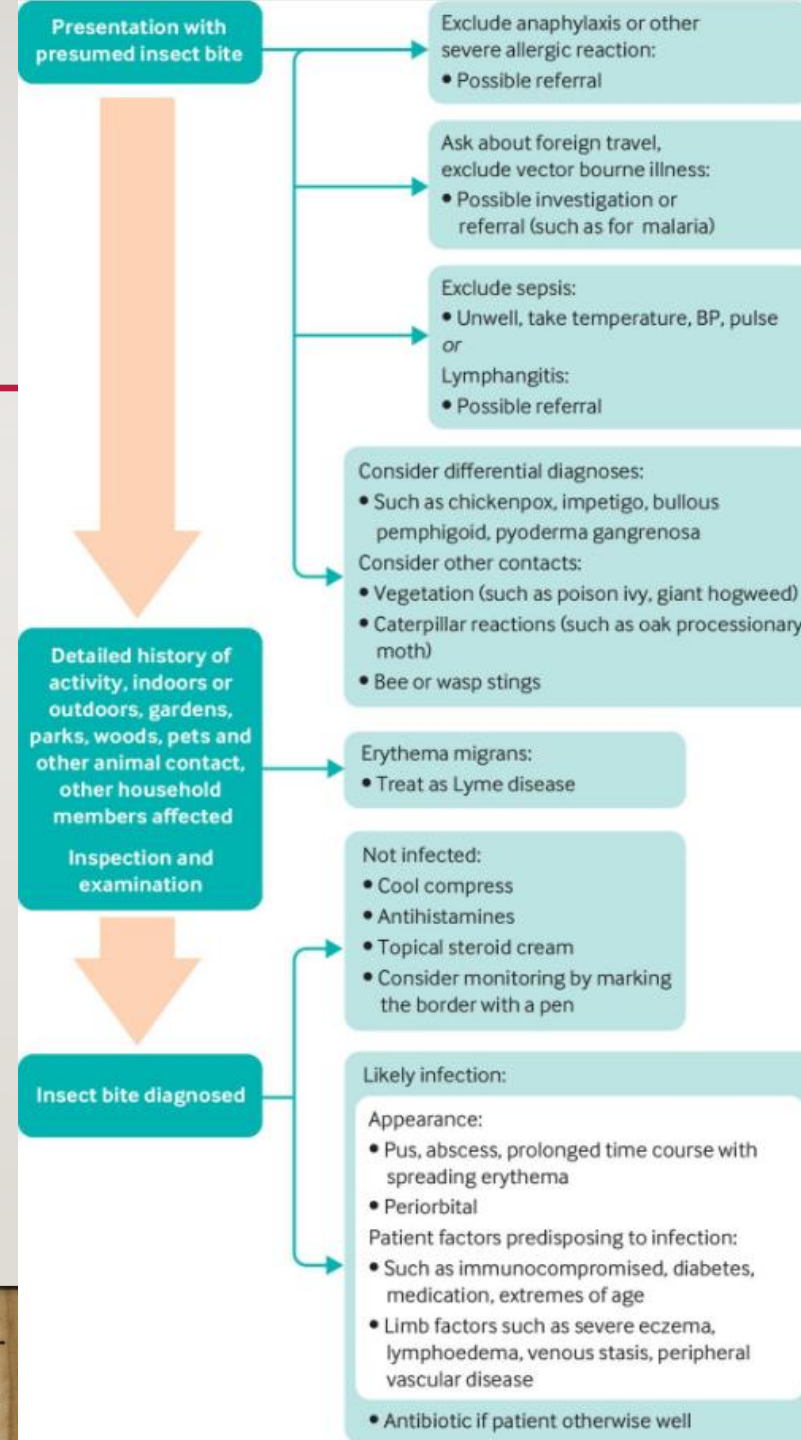 Presentation with
presumed insect bite
Exclude anaphylaxis or other
severe allergic reaction:
• Possible referral
Ask about foreign travel,
exclude vector bourne illness:
• Possible investigation or
referral (such as for malaria)
Exclude sepsis:
• Unwell, take temperature, BP, pulse
or
Lymphangitis:
• Possible referral
Consider differential diagnoses:
• Such as chickenpox, impetigo, bullous
pemphigoid, pyoderma gangrenosa
Consider other contacts:
• Vegetation (such as poison ivy, giant hogweed)
• Caterpillar reactions (such as oak processionary
moth)
• Bee or wasp stings
Detailed history of
activity, indoors or
outdoors, gardens,
parks, woods, pets and
other animal contact,
other household
members affected
Inspection and
examination
Erythema migrans:
• Treat as Lyme disease
Not infected:
• Cool compress
• Antihistamines
• Topical steroid cream
• Consider monitoring by marking
the border with a pen
Insect bite diagnosed
Likely infection:
Appearance:
• Pus, abscess, prolonged time course with
spreading erythema
• Periorbital
Patient factors predisposing to infection:
• Such as immunocompromised, diabetes,
medication, extremes of age
• Limb factors such as severe eczema,
lymphoedema, venous stasis, peripheral
vascular disease
• Antibiotic if patient otherwise well